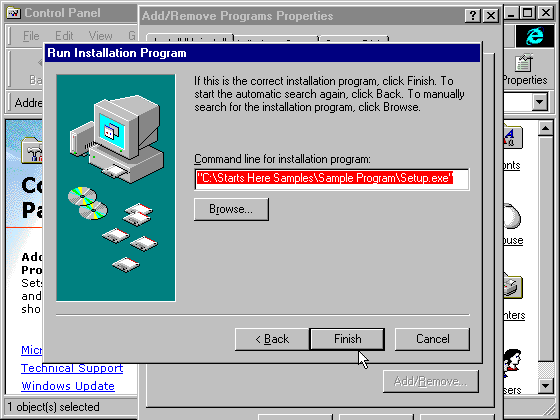 Control Panel
Add/Remove Programs Properties
File Edit View
Run Installation Program
If this is the correct installation program, click Finish. To
start the automatic search again, click Back. To manually
search for the installation program, click Browse.
Command line for installation program:
"C:\Starts Here Samples\Sample Program\Setup.exe"
Browse...
< Back
Finish
Cancel
Add/Remove...
Properties
Addre
Co
Pa
Add
Pro
Sets
and
sho
Micr
Technical Support
Windows Update
onts
ouse
nters
ers
1 object(s) selected